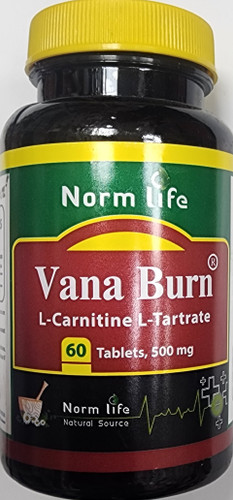 Norm life
Vana Burn®
L-Carnitine L-Tartrate
60 Tablets, 500 mg
Norm life
Natural Source